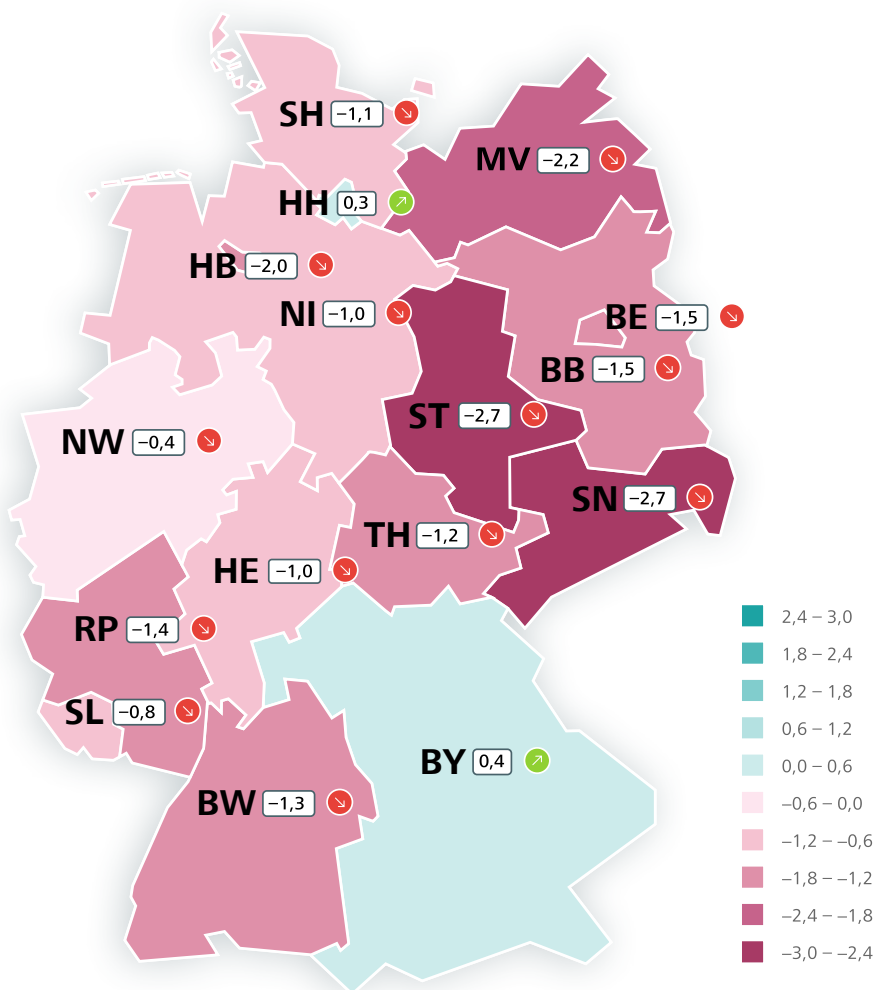 SH −1,1
MV −2,2
HH 0,3
HB −2,0
NI −1,0
BE −1,5
BB −1,5
ST −2,7
NW −0,4
SN −2,7
TH −1,2
HE −1,0
RP −1,4
SL −0,8
BY 0,4
BW −1,3
2,4 – 3,0
1,8 – 2,4
1,2 – 1,8
0,6 – 1,2
0,0 – 0,6
−0,6 – 0,0
−1,2 – −0,6
−1,8 – −1,2
−2,4 – −1,8
−3,0 – −2,4